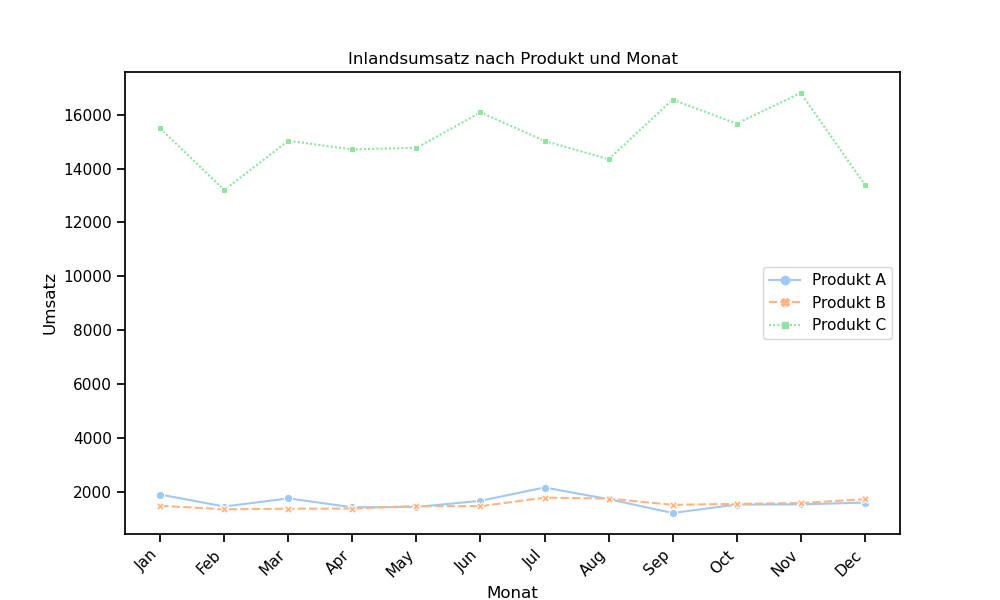 Inlandsumsatz nach Produkt und Monat
Umsatz
16000
14000
12000
10000
8000
6000
4000
2000
Produkt A
Produkt B
Produkt C
Jan
Feb
Mar
Apr
May
Jun
Jul
Aug
Sep
Oct
Nov
Dec
Monat